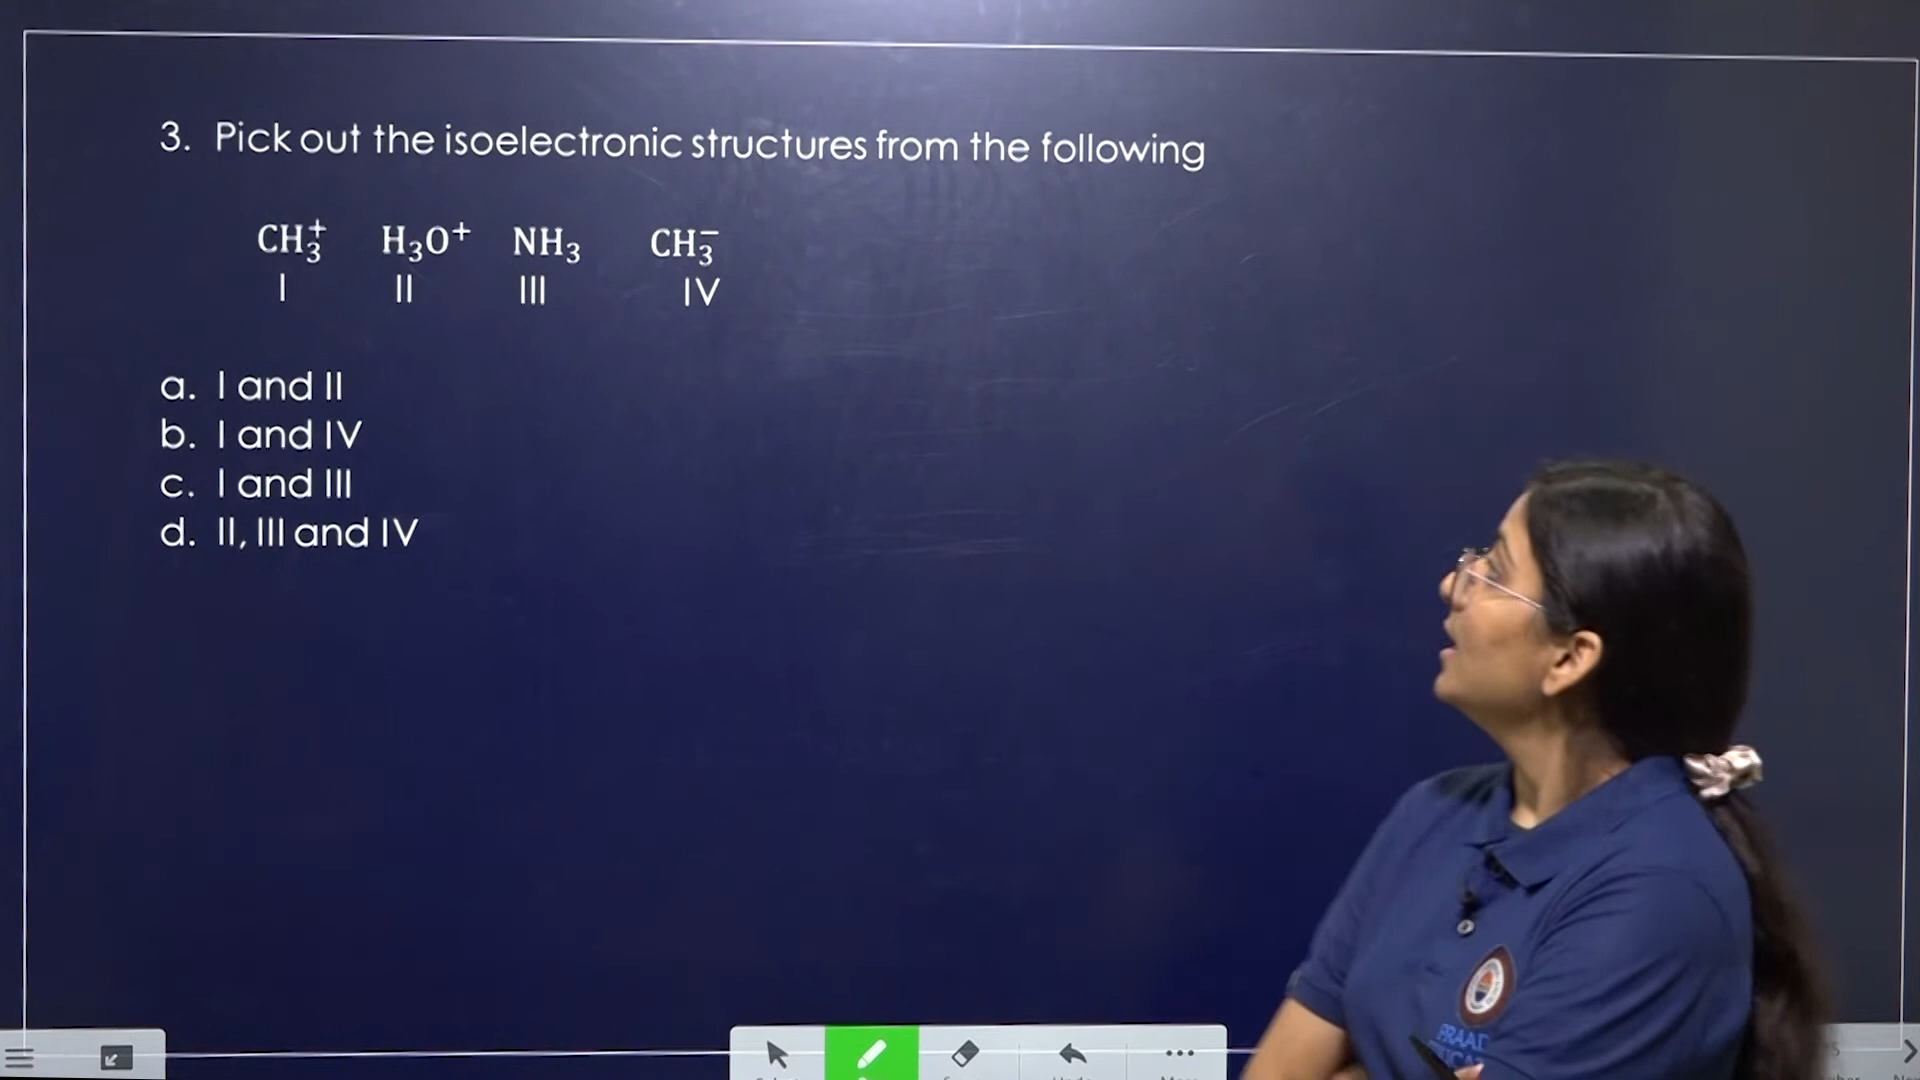 3. Pick out the isoelectronic structures from the following
CH₃⁺ H₃O⁺ NH₃ CH₃⁻
I II III IV
a. I and II
b. I and IV
c. I and III
d. II, III and IV